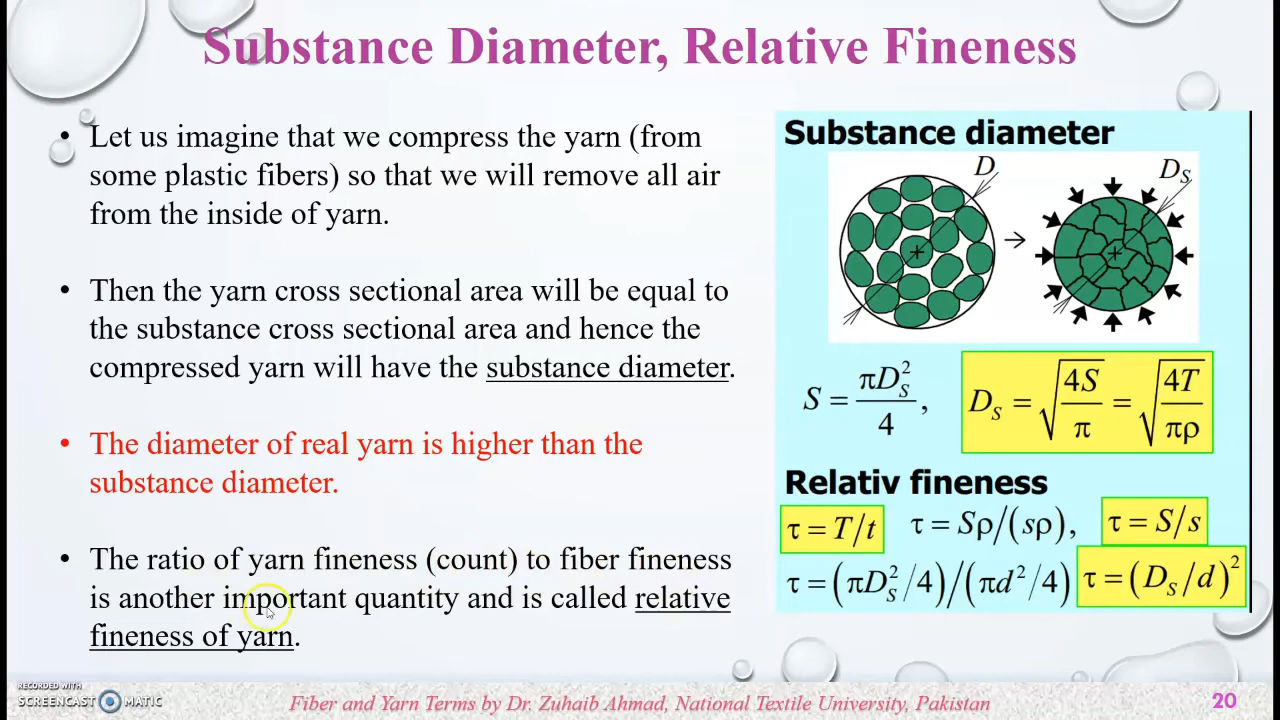 Substance Diameter, Relative Fineness
• Let us imagine that we compress the yarn (from
some plastic fibers) so that we will remove all air
from the inside of yarn.
• Then the yarn cross sectional area will be equal to
the substance cross sectional area and hence the
compressed yarn will have the substance diameter.
• The diameter of real yarn is higher than the
substance diameter.
• The ratio of yarn fineness (count) to fiber fineness
is another important quantity and is called relative
fineness of yarn.
Substance diameter
D
D_S
S = πD_S²/4, D_S = √(4S/π) = √(4T/πρ)
Relativ fineness
τ = T/t τ = Sρ/(sρ), τ = S/s
τ = (πD_S²/4)/(πd²/4) τ = (D_S/d)²
RECORDED WITH
SCREENCAST MATIC
Fiber and Yarn Terms by Dr. Zuhaib Ahmad, National Textile University, Pakistan
20